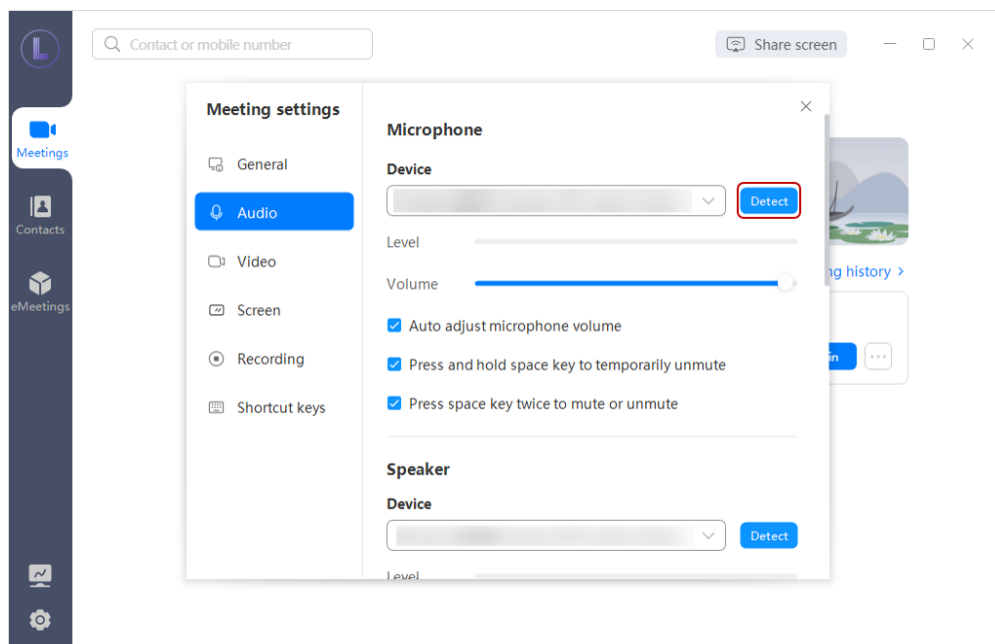 L
Contact or mobile number
Share screen
Meetings
Contacts
eMeetings
Meeting settings
General
Audio
Video
Screen
Recording
Shortcut keys
Microphone
Device
Detect
Level
Volume
Auto adjust microphone volume
Press and hold space key to temporarily unmute
Press space key twice to mute or unmute
Speaker
Device
Detect
Level
ng history >
in